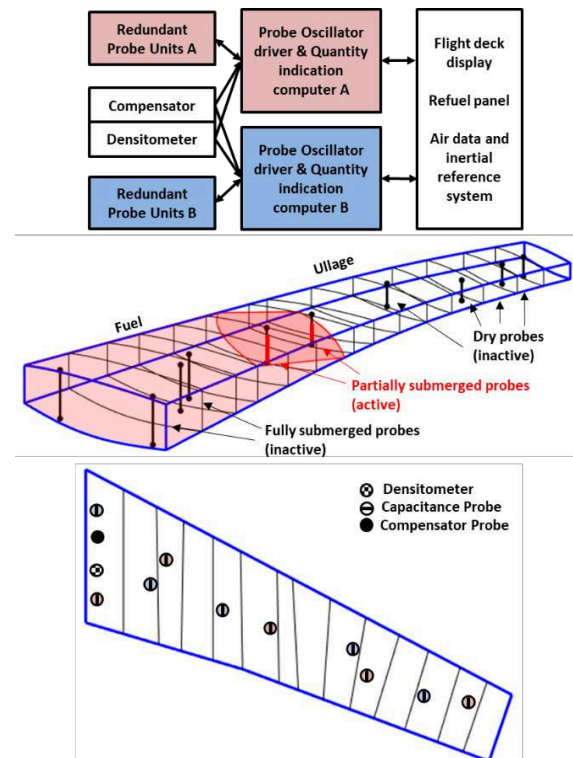 Redundant
Probe Units A
Compensator
Densitometer
Redundant
Probe Units B
Probe Oscillator
driver & Quantity
indication
computer A
Probe Oscillator
driver & Quantity
indication
computer B
Flight deck
display
Refuel panel
Air data and
inertial
reference
system
Ullage
Fuel
Dry probes
(inactive)
Partially submerged probes
(active)
Fully submerged probes
(inactive)
Densitometer
Capacitance Probe
Compensator Probe